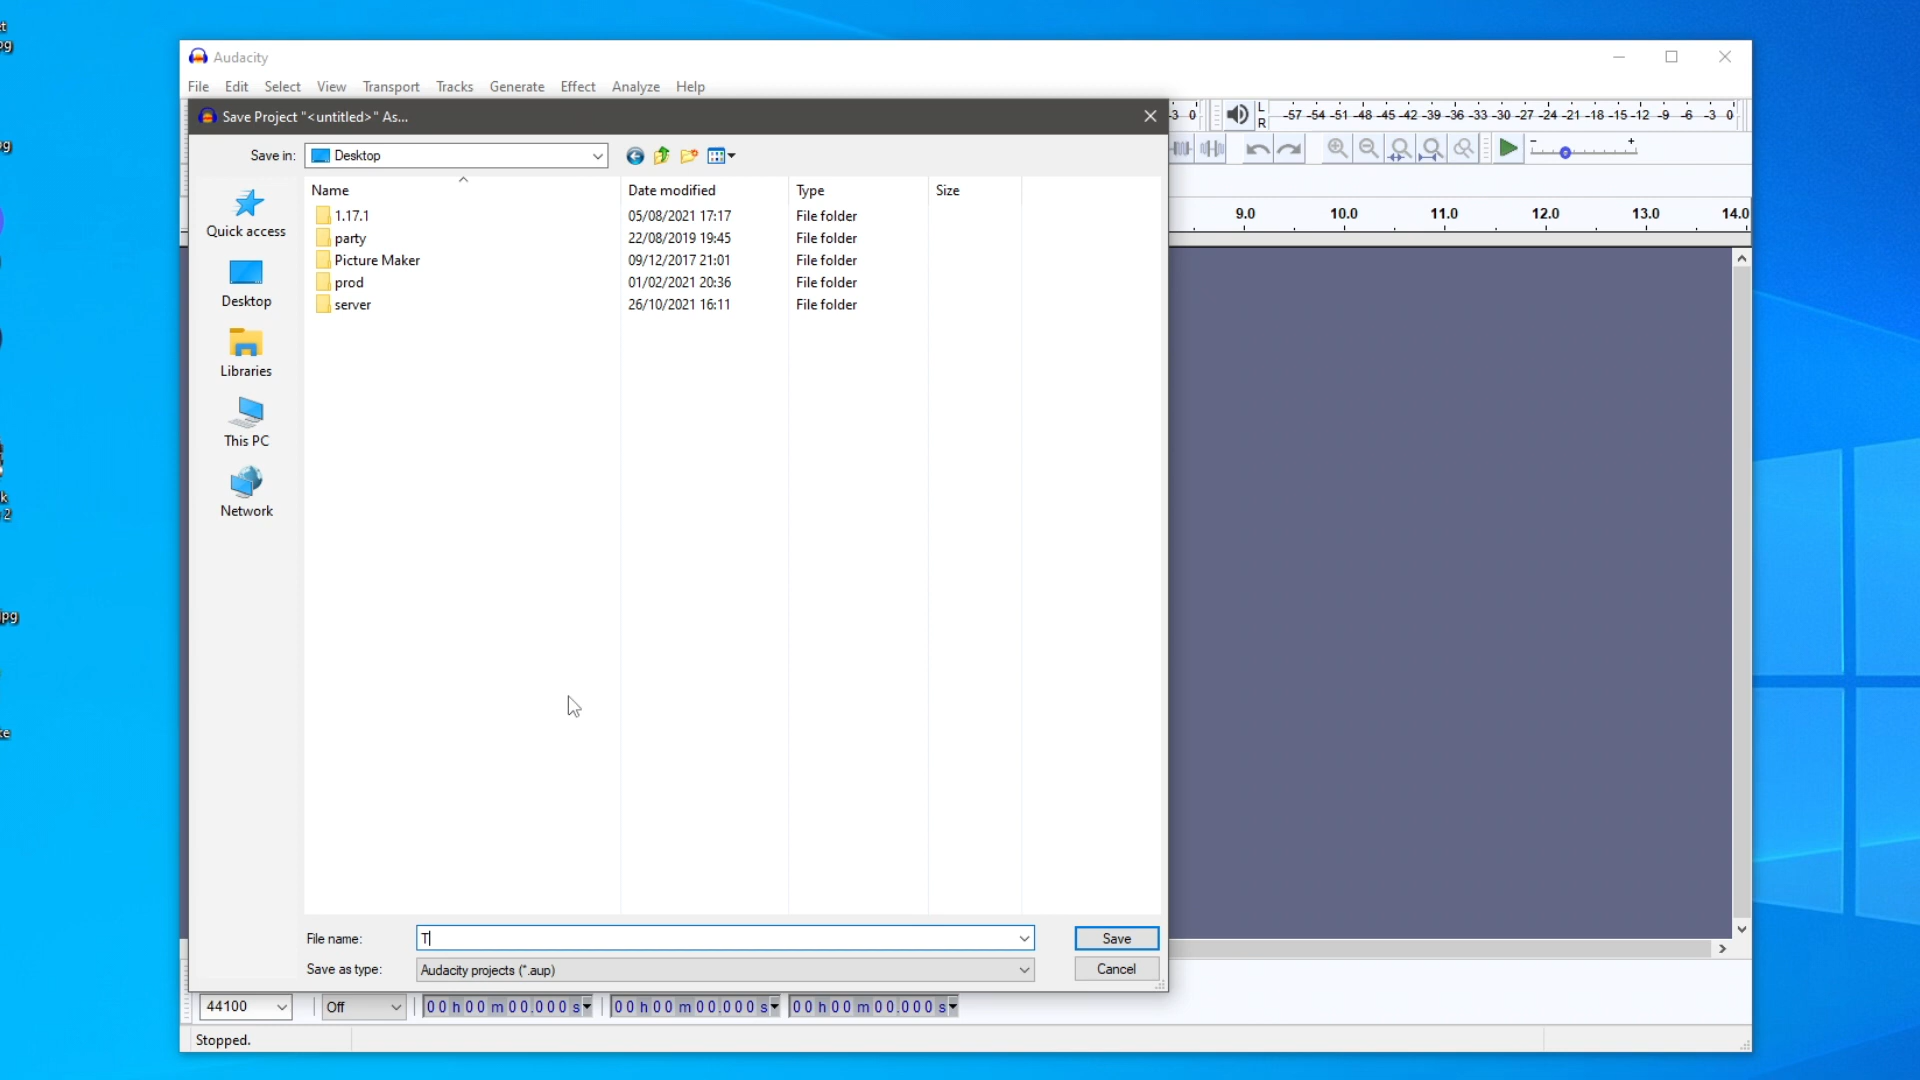 Audacity
File Edit Select View Transport Tracks Generate Effect Analyze Help
Save Project "<untitled>" As...
-3 0
L
R
-57 -54 -51 -48 -45 -42 -39 -36 -33 -30 -27 -24 -21 -18 -15 -12 -9 -6 -3 0
Save in: Desktop
- +
Name Date modified Type Size
9.0 10.0 11.0 12.0 13.0 14.0
1.17.1 05/08/2021 17:17 File folder
party 22/08/2019 19:45 File folder
Picture Maker 09/12/2017 21:01 File folder
prod 01/02/2021 20:36 File folder
server 26/10/2021 16:11 File folder
Quick access
Desktop
Libraries
This PC
Network
File name: T Save
Save as type: Audacity projects (*.aup) Cancel
44100 Off 00 h 00 m 00.000 s 00 h 00 m 00.000 s 00 h 00 m 00.000 s
Stopped.